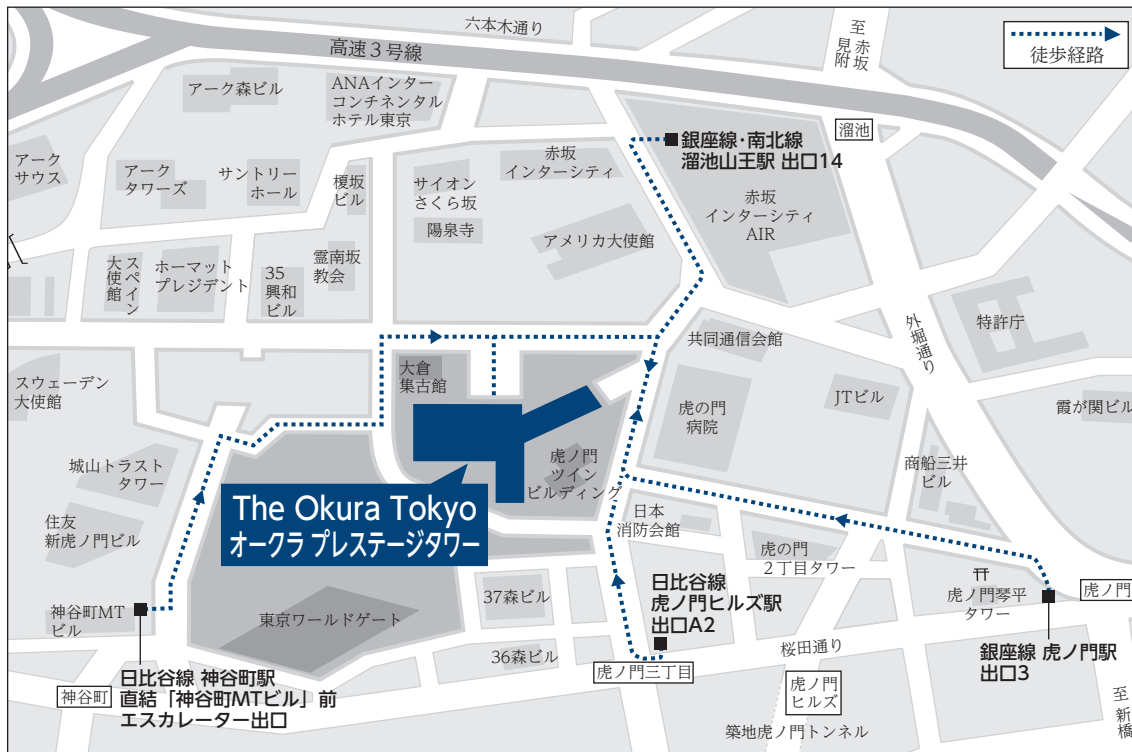 六本木通り
高速3号線
至
赤坂
見附
徒歩経路
アーク森ビル
ANAインター
コンチネンタル
ホテル東京
溜池
銀座線・南北線
溜池山王駅 出口14
アーク
サウス
アーク
タワーズ
サントリー
ホール
榎坂
ビル
サイオン
さくら坂
赤坂
インターシティ
陽泉寺
アメリカ大使館
赤坂
インターシティ
AIR
スペイン
大使館
ホーマット
プレジデント
35
興和
ビル
霊南坂
教会
共同通信会館
外堀通り
特許庁
スウェーデン
大使館
大倉
集古館
虎の門
病院
JTビル
霞が関ビル
城山トラスト
タワー
虎ノ門
ツイン
ビルディング
商船三井
ビル
The Okura Tokyo
オークラ プレステージタワー
住友
新虎ノ門ビル
日本
消防会館
虎の門
2丁目タワー
虎ノ門琴平
タワー
虎ノ門
神谷町MT
ビル
東京ワールドゲート
37森ビル
36森ビル
日比谷線
虎ノ門ヒルズ駅
出口A2
虎ノ門三丁目
桜田通り
銀座線 虎ノ門駅
出口3
神谷町
日比谷線 神谷町駅
直結「神谷町MTビル」前
エスカレーター出口
虎ノ門
ヒルズ
築地虎ノ門トンネル
至
新橋